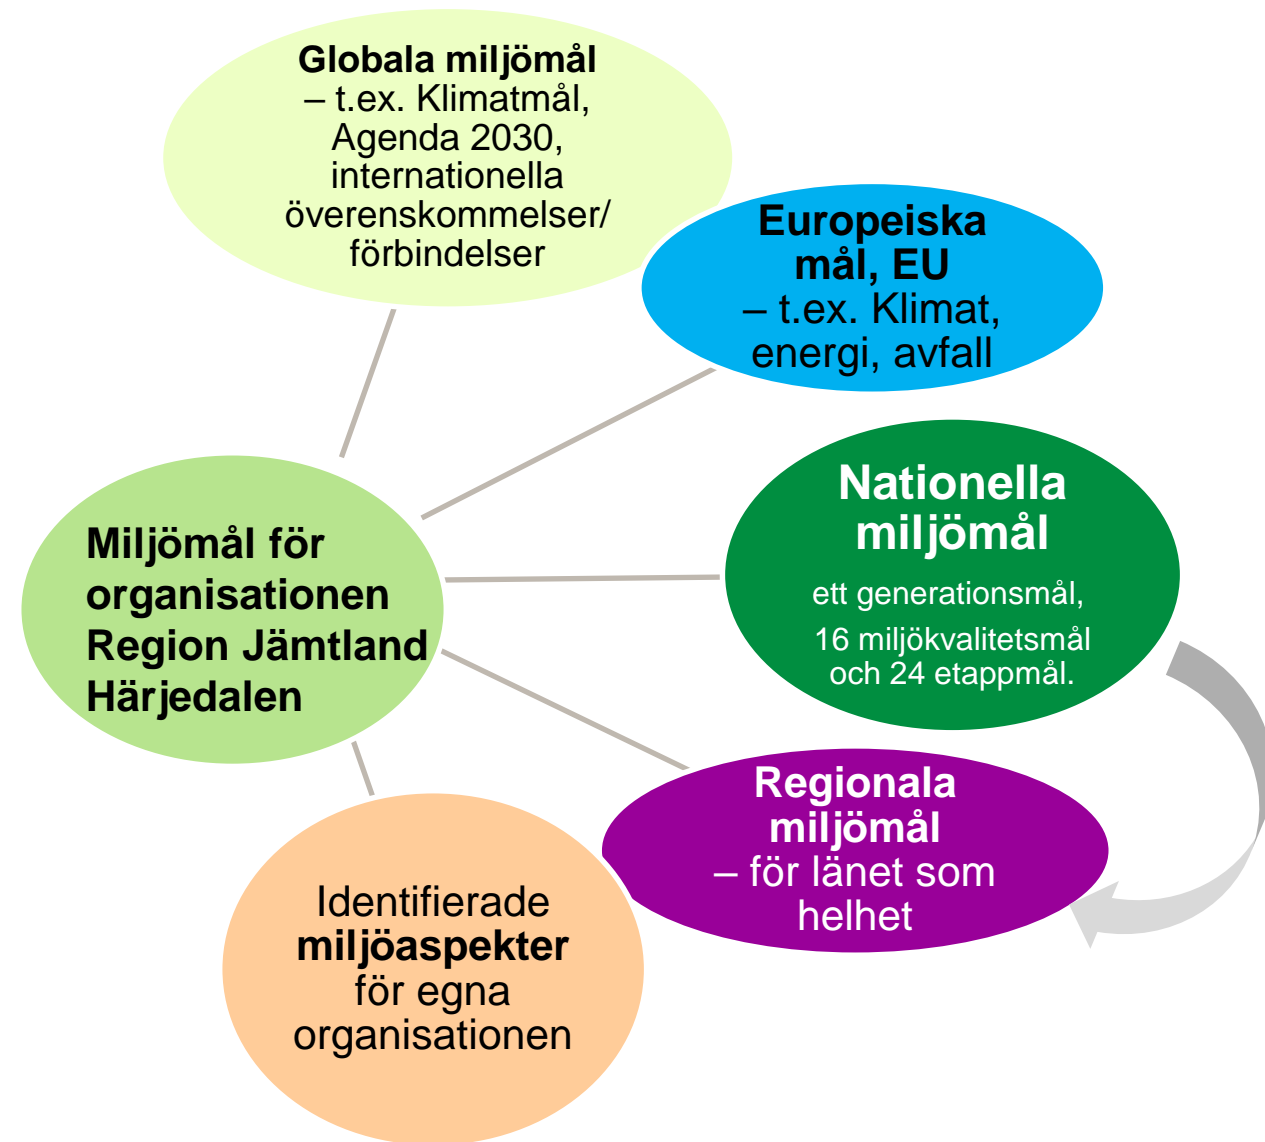 Globala miljömål
– t.ex. Klimatmål,
Agenda 2030,
internationella
överenskommelser/
förbindelser
Europeiska
mål, EU
– t.ex. Klimat,
energi, avfall
Nationella
miljömål
ett generationsmål,
16 miljökvalitetsmål
och 24 etappmål.
Miljömål för
organisationen
Region Jämtland
Härjedalen
Regionala
miljömål
– för länet som
helhet
Identifierade
miljöaspekter
för egna
organisationen